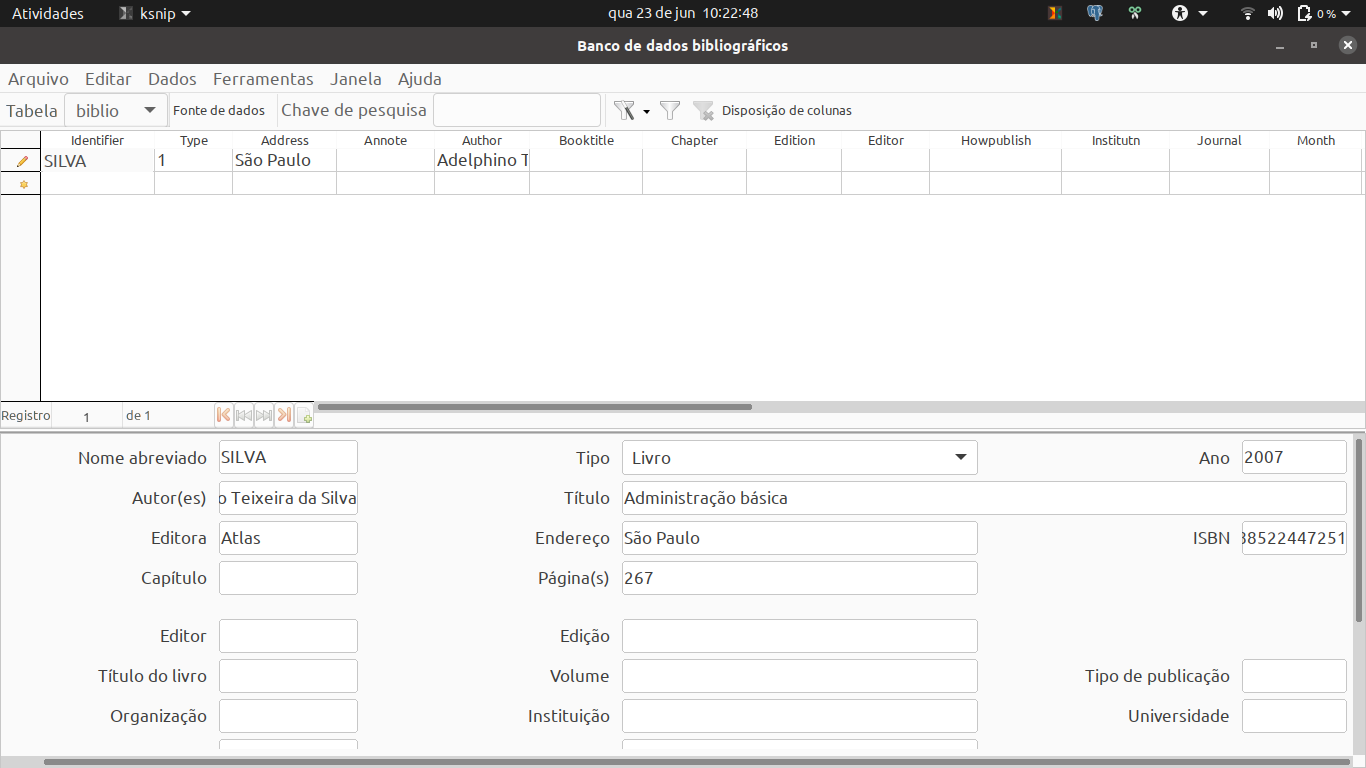 Atividades ksnip qua 23 de jun 10:22:48 0 %
Banco de dados bibliográficos
Arquivo Editar Dados Ferramentas Janela Ajuda
Tabela biblio Fonte de dados Chave de pesquisa Disposição de colunas
Identifier Type Address Annote Author Booktitle Chapter Edition Editor Howpublish Institutn Journal Month
SILVA 1 São Paulo Adelphino T
Registro 1 de 1
Nome abreviado SILVA Tipo Livro Ano 2007
Autor(es) o Teixeira da Silva Título Administração básica
Editora Atlas Endereço São Paulo ISBN 88522447251
Capítulo Página(s) 267
Editor Edição
Título do livro Volume Tipo de publicação
Organização Instituição Universidade